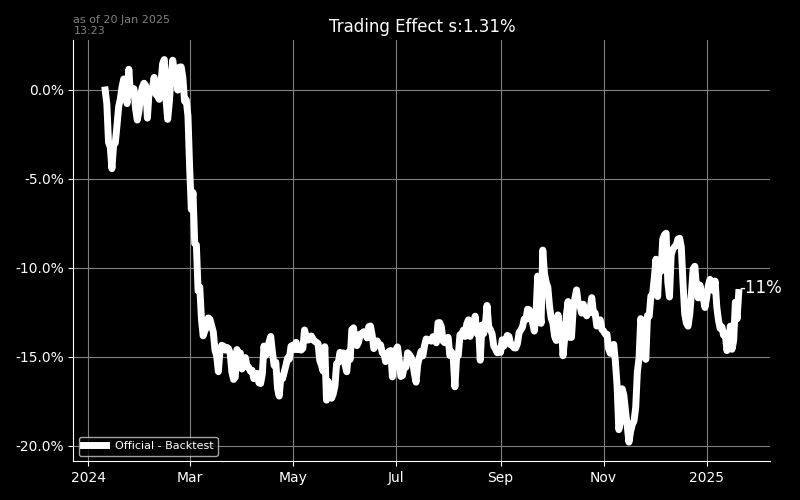 as of 20 Jan 2025
13:23
Trading Effect s:1.31%
0.0%
-5.0%
-10.0%
-11%
-15.0%
-20.0%
Official - Backtest
2024 Mar May Jul Sep Nov 2025